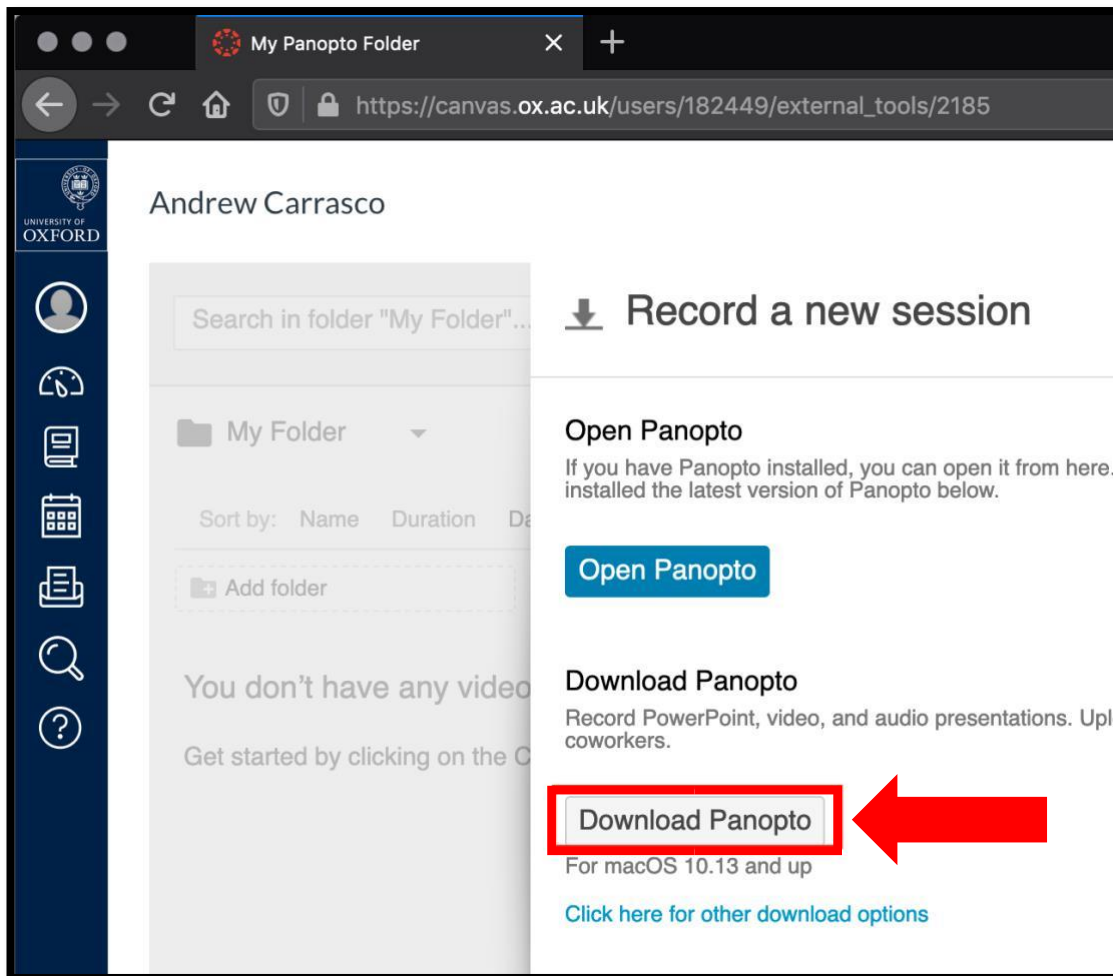 My Panopto Folder
https://canvas.ox.ac.uk/users/182449/external_tools/2185
UNIVERSITY OF
OXFORD
Andrew Carrasco
Search in folder "My Folder"...
My Folder
Sort by: Name Duration Da
Add folder
You don't have any video
Get started by clicking on the C
Record a new session
Open Panopto
If you have Panopto installed, you can open it from here.
installed the latest version of Panopto below.
Open Panopto
Download Panopto
Record PowerPoint, video, and audio presentations. Upl
coworkers.
Download Panopto
For macOS 10.13 and up
Click here for other download options